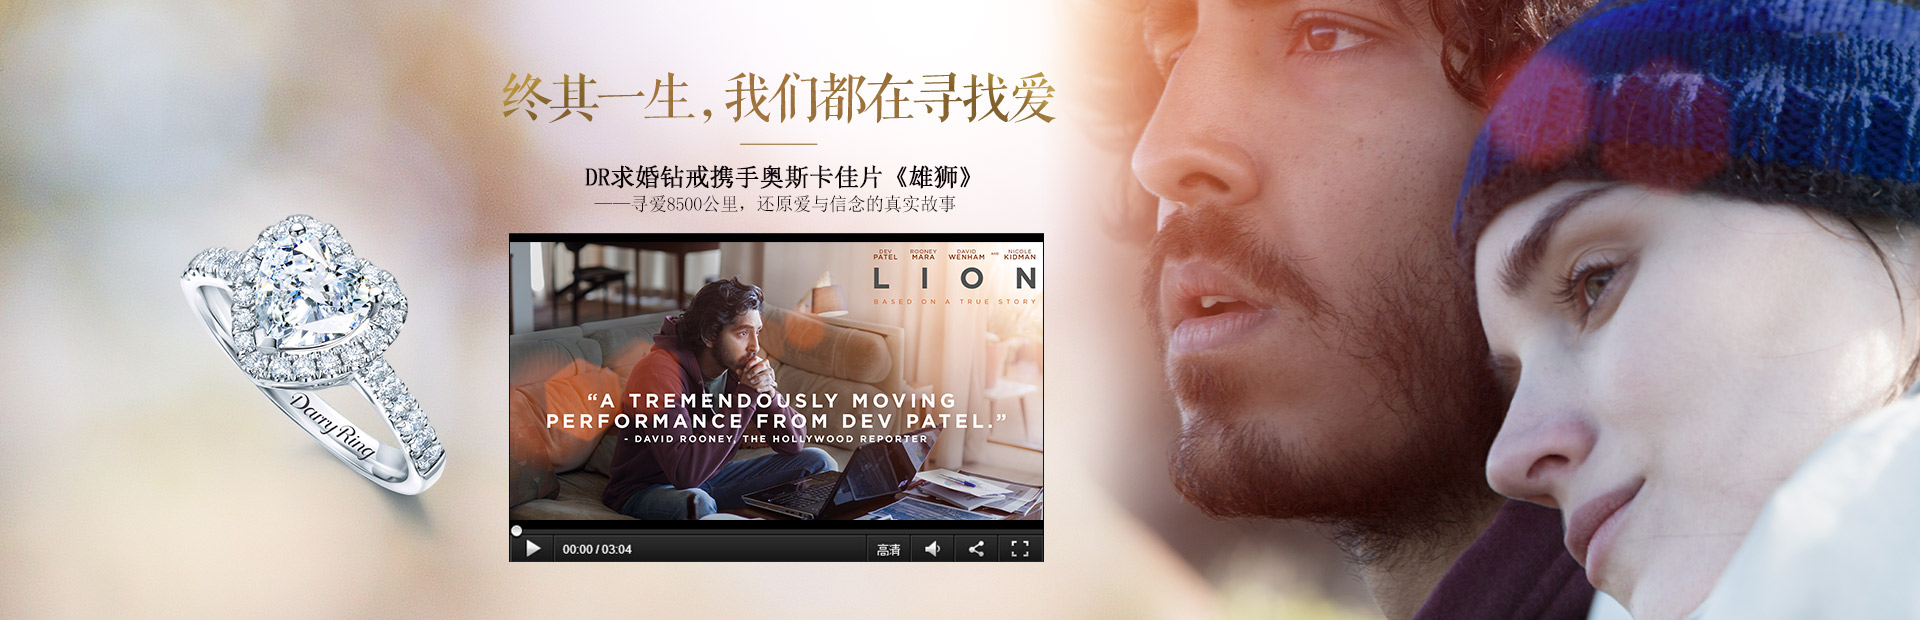 终其一生，我们都在寻找爱
DR求婚钻戒携手奥斯卡佳片《雄狮》
——寻爱8500公里，还原爱与信念的真实故事
Darry Ring
DEV PATEL ROONEY MARA DAVID WENHAM AND NICOLE KIDMAN
LION
BASED ON A TRUE STORY
“A TREMENDOUSLY MOVING
PERFORMANCE FROM DEV PATEL.”
- DAVID ROONEY, THE HOLLYWOOD REPORTER
00:00 / 03:04 高清